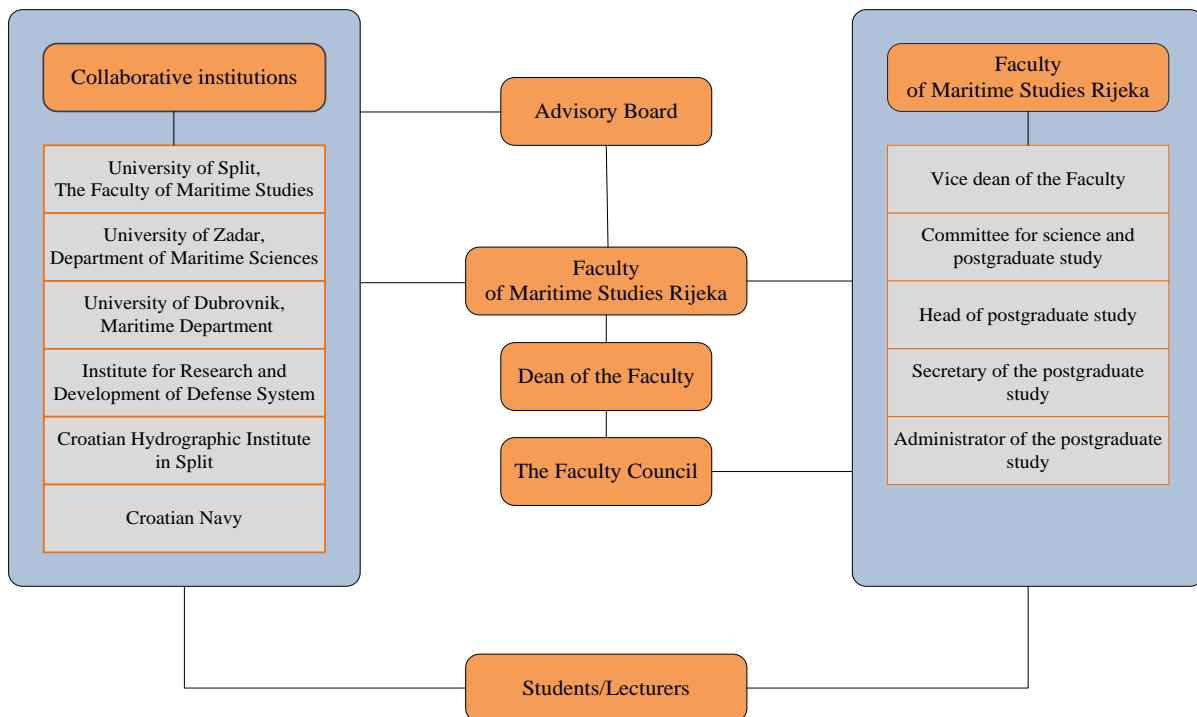 Collaborative institutions
University of Split,
The Faculty of Maritime Studies
University of Zadar,
Department of Maritime Sciences
University of Dubrovnik,
Maritime Department
Institute for Research and
Development of Defense System
Croatian Hydrographic Institute
in Split
Croatian Navy
Advisory Board
Faculty
of Maritime Studies Rijeka
Dean of the Faculty
The Faculty Council
Faculty
of Maritime Studies Rijeka
Vice dean of the Faculty
Committee for science and
postgraduate study
Head of postgraduate study
Secretary of the postgraduate
study
Administrator of the postgraduate
study
Students/Lecturers